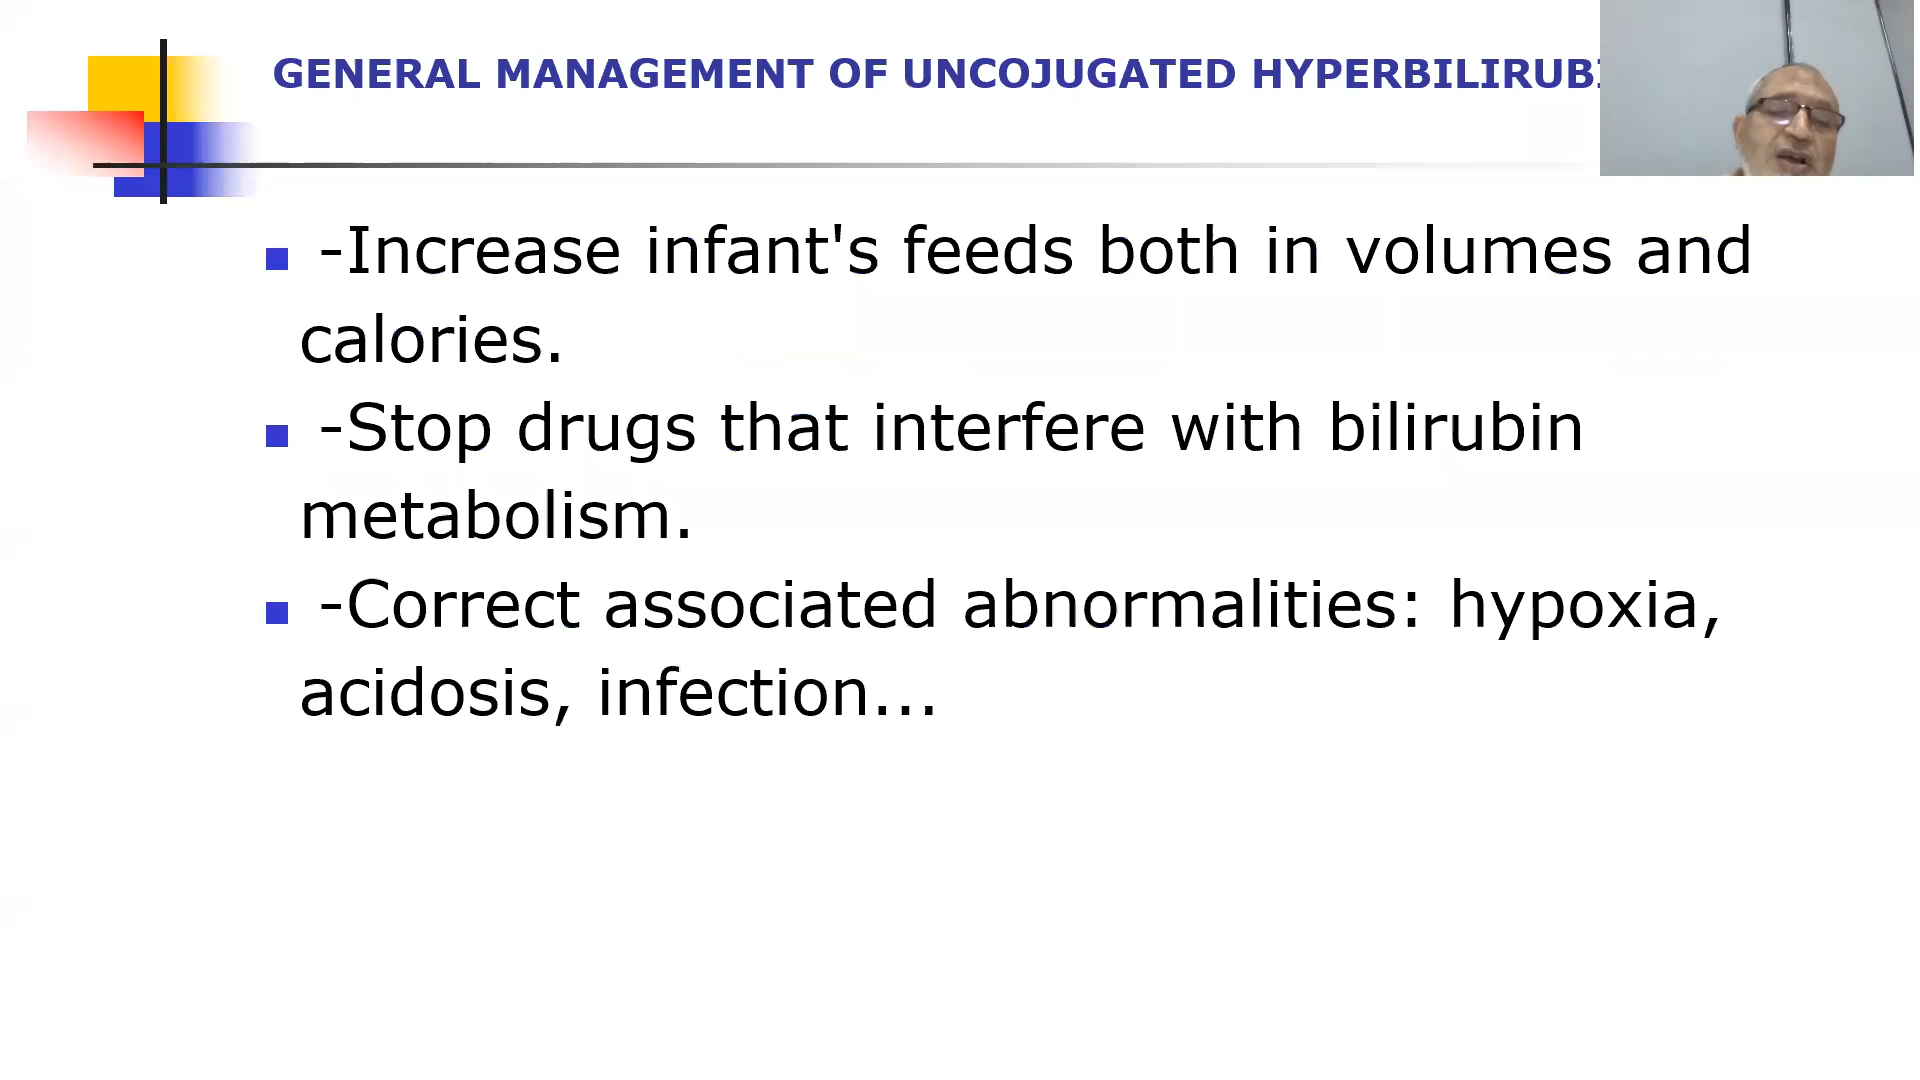 GENERAL MANAGEMENT OF UNCOJUGATED
-Increase infant's feeds both in volumes and
calories.
-Stop drugs that interfere with bilirubin
metabolism.
-Correct associated abnormalities: hypoxia,
acidosis, infection...